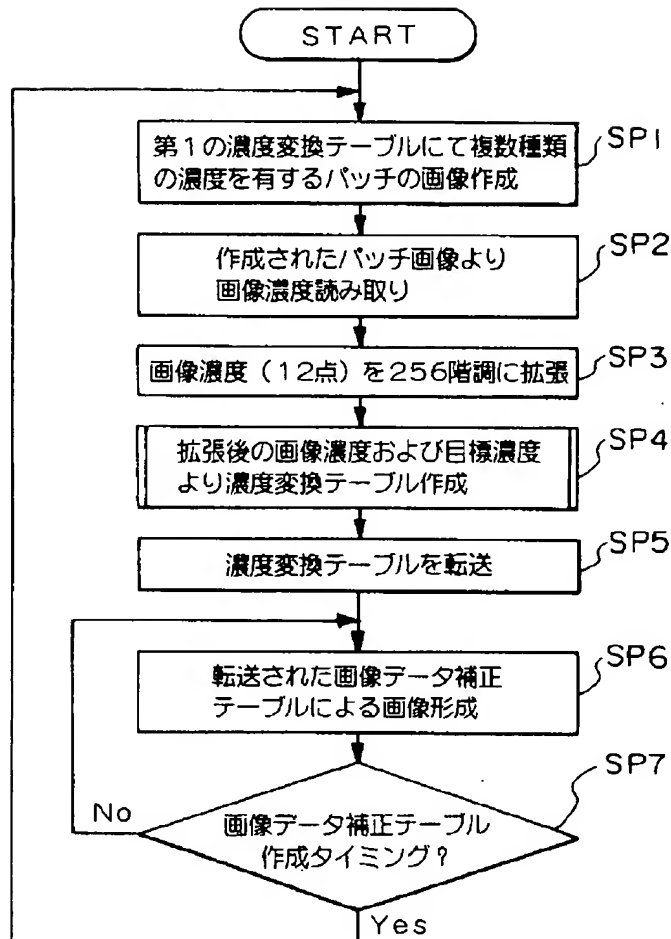 START
第1の濃度変換テーブルにて複数種類
の濃度を有するパッチの画像作成
SP1
作成されたパッチ画像より
画像濃度読み取り
SP2
画像濃度（12点）を256階調に拡張
SP3
拡張後の画像濃度および目標濃度
より濃度変換テーブル作成
SP4
濃度変換テーブルを転送
SP5
転送された画像データ補正
テーブルによる画像形成
SP6
画像データ補正テーブル
作成タイミング？
SP7
No
Yes